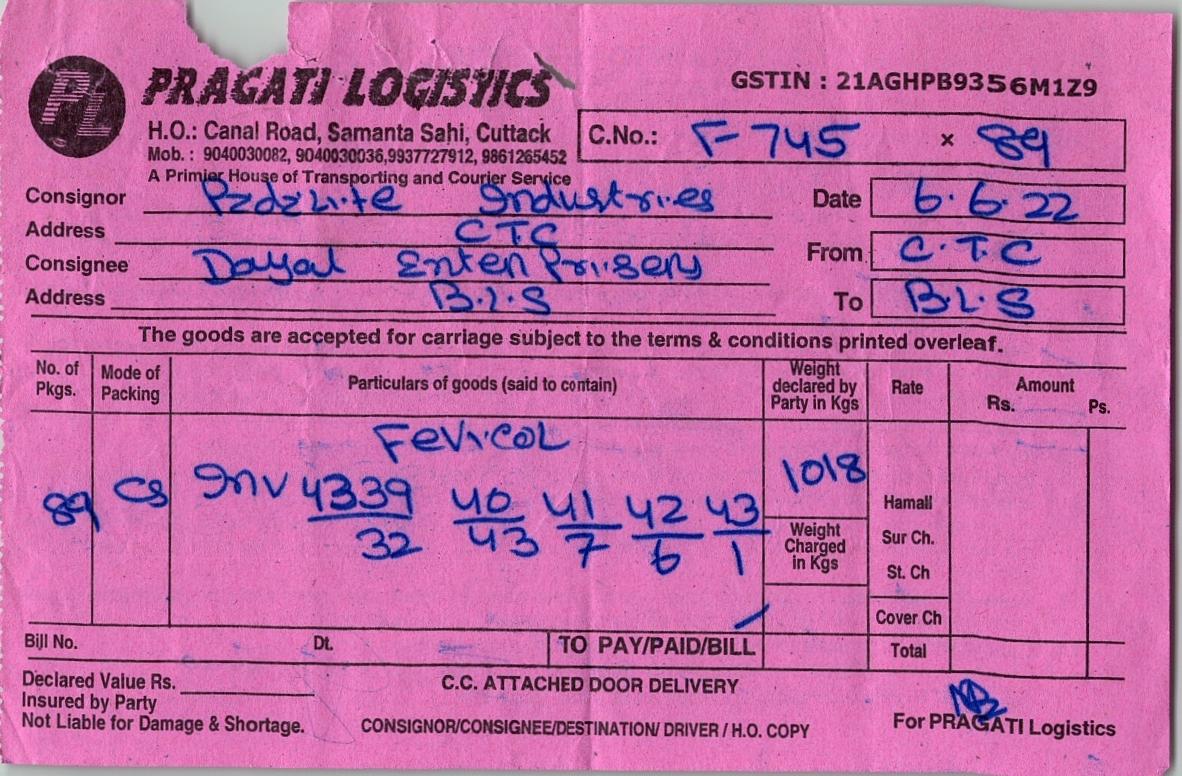 PL
PRAGATI LOGISTICS
GSTIN : 21AGHPB9356M1Z9
H.O.: Canal Road, Samanta Sahi, Cuttack
C.No.: F-745 x 89
Mob. : 9040030082, 9040030036,9937727912, 9861265452
A Primier House of Transporting and Courier Service
Consignor Pzdzlite Industries
Date 6.6.22
Address CTC
From C.T.C
Consignee Dayal Enterprisers
Address B.L.S
To B.L.S
The goods are accepted for carriage subject to the terms & conditions printed overleaf.
No. of Pkgs. Mode of Packing Particulars of goods (said to contain) Weight declared by Party in Kgs Rate Amount Rs. Ps.
FeviCOL
89 CS Inv 4339/32 40/43 41/7 42/6 43/1 1018
Hamali
Weight Charged in Kgs
Sur Ch.
St. Ch
Cover Ch
Bill No. Dt. TO PAY/PAID/BILL Total
Declared Value Rs.
C.C. ATTACHED DOOR DELIVERY
Insured by Party
Not Liable for Damage & Shortage.
CONSIGNOR/CONSIGNEE/DESTINATION/ DRIVER / H.O. COPY
For PRAGATI Logistics